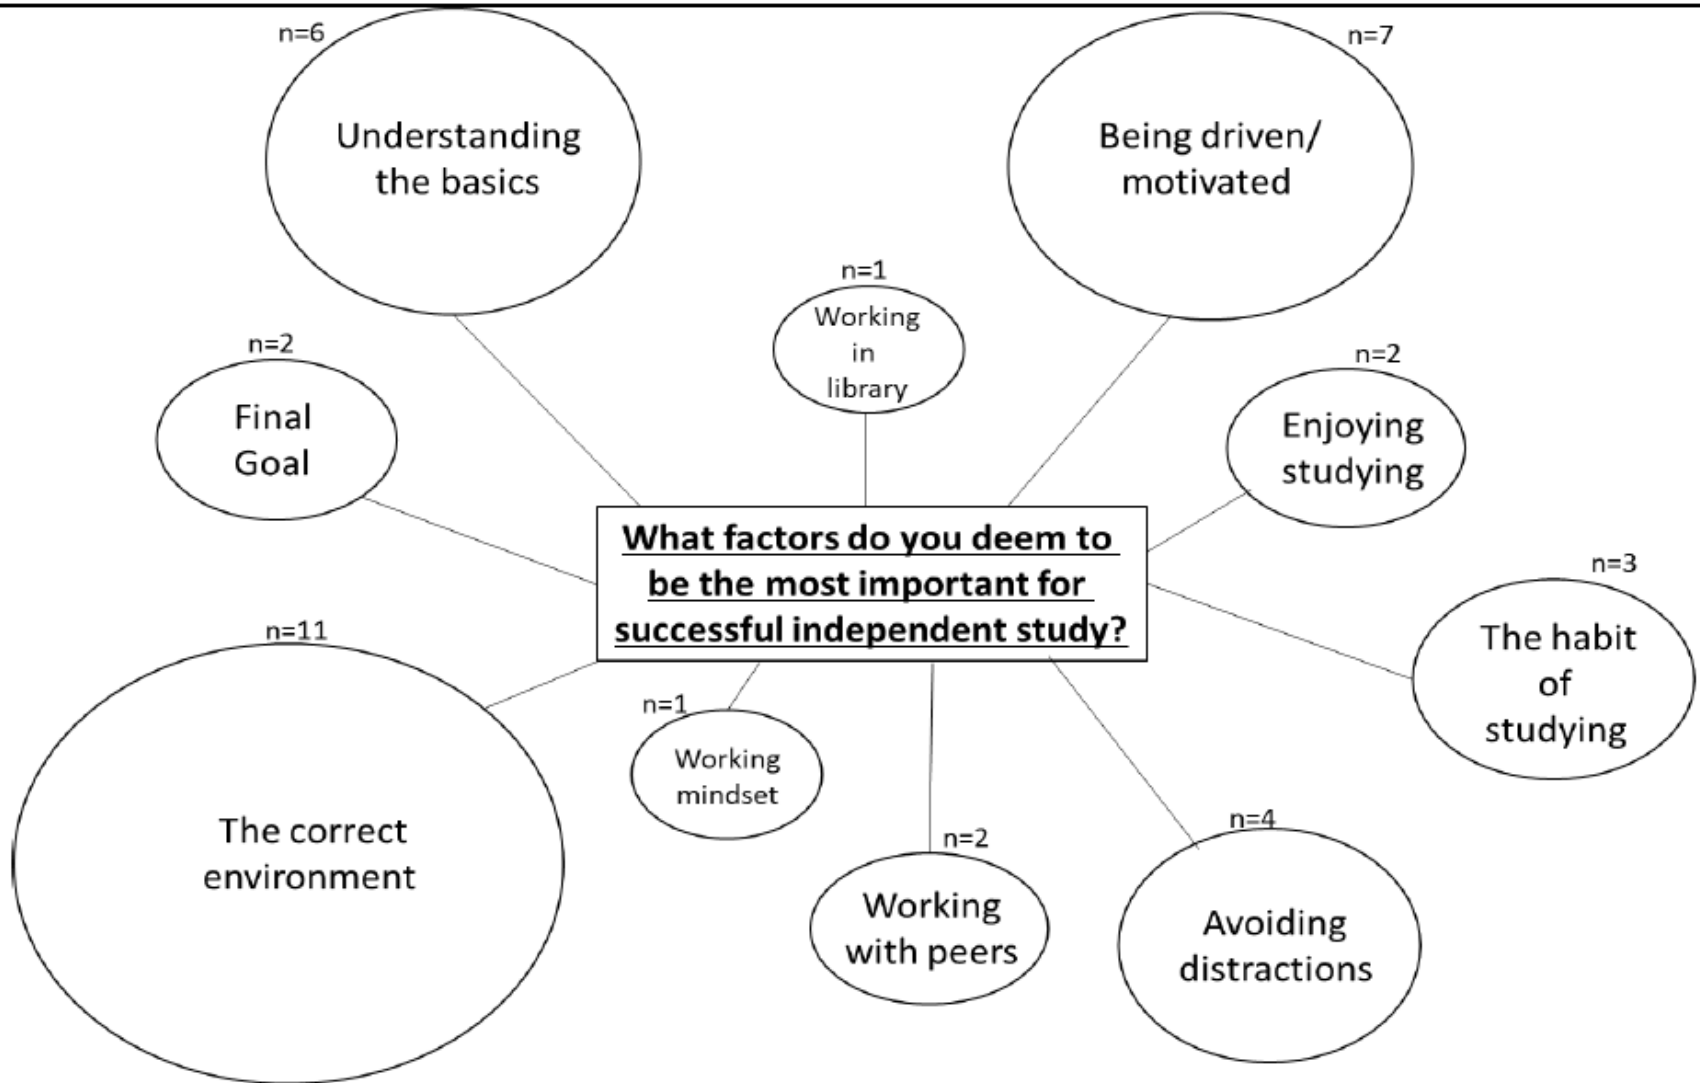 n=6
Understanding
the basics
n=7
Being driven/
motivated
n=1
Working
in
library
n=2
Final
Goal
n=2
Enjoying
studying
What factors do you deem to
be the most important for
successful independent study?
n=3
The habit
of
studying
n=11
The correct
environment
n=1
Working
mindset
n=2
Working
with peers
n=4
Avoiding
distractions